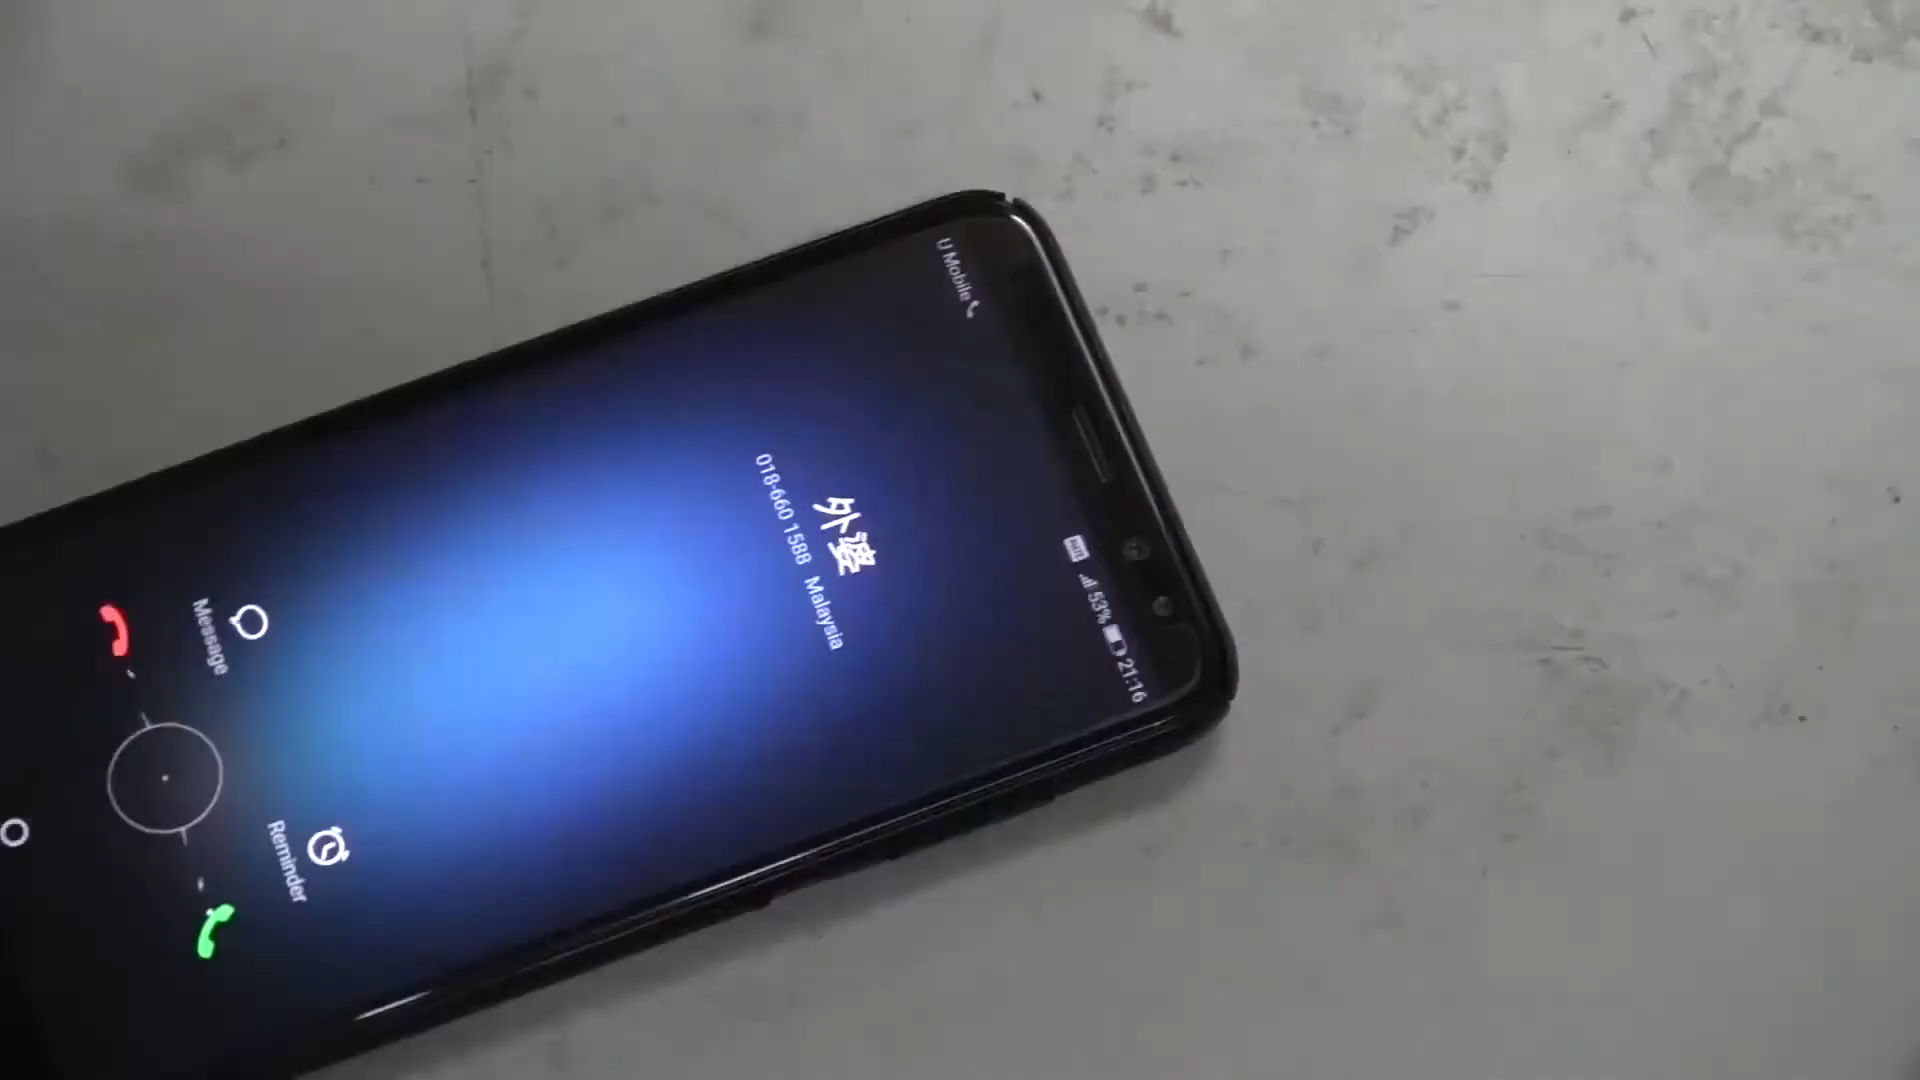 U Mobile
53% 21:16
外婆
018-660 1588 Malaysia
Message
Reminder